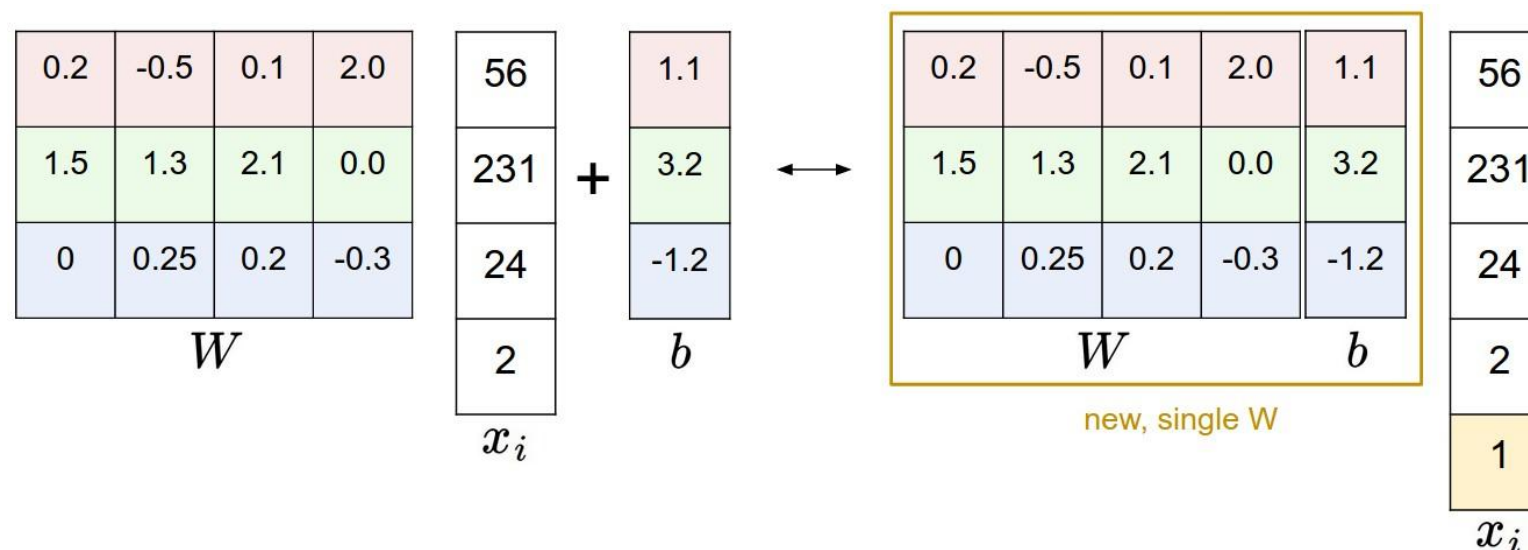 0.2 -0.5 0.1 2.0 56 1.1 0.2 -0.5 0.1 2.0 1.1 56
1.5 1.3 2.1 0.0 231 + 3.2 ↔ 1.5 1.3 2.1 0.0 3.2 231
0 0.25 0.2 -0.3 24 -1.2 0 0.25 0.2 -0.3 -1.2 24
W 2 b W b 2
new, single W
x_i 1
x_i